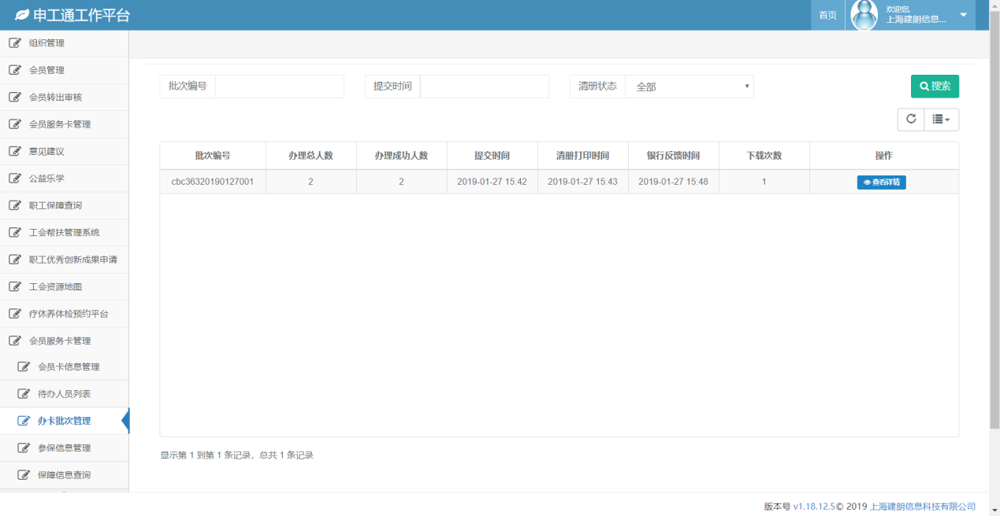 申工通工作平台
首页
欢迎您,
上海建朗信息...
组织管理
会员管理
会员转出审核
会员服务卡管理
意见建议
公益乐学
职工保障查询
工会帮扶管理系统
职工优秀创新成果申请
工会资源地图
疗休养体检预约平台
会员服务卡管理
会员卡信息管理
待办人员列表
办卡批次管理
参保信息管理
保障信息查询
批次编号 提交时间 清册状态 全部 搜索
批次编号 办理总人数 办理成功人数 提交时间 清册打印时间 银行反馈时间 下载次数 操作
cbc36320190127001 2 2 2019-01-27 15:42 2019-01-27 15:43 2019-01-27 15:48 1 查看详情
显示第 1 到第 1 条记录，总共 1 条记录
版本号 v1.18.12.5© 2019 上海建朗信息科技有限公司